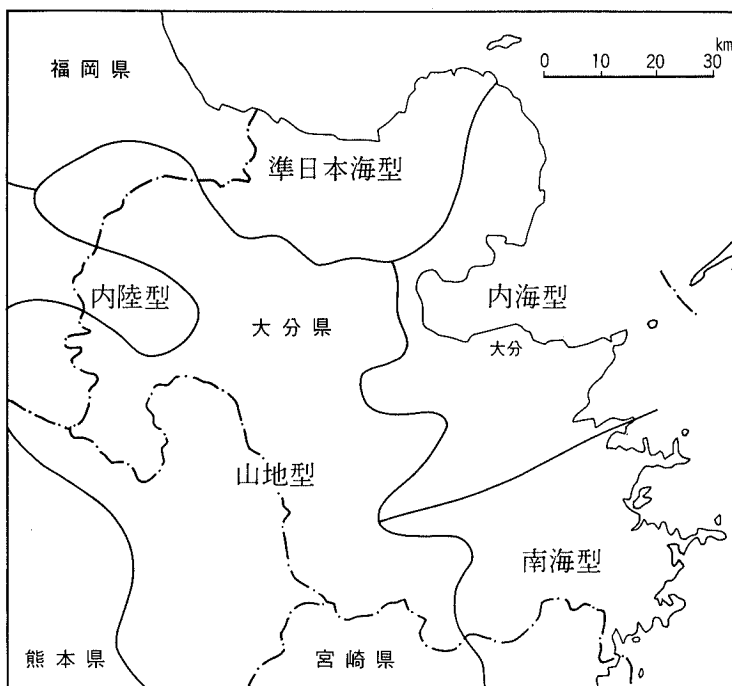 福岡県
km
0 10 20 30
準日本海型
内陸型
内海型
大分県
大分
山地型
南海型
熊本県
宮崎県